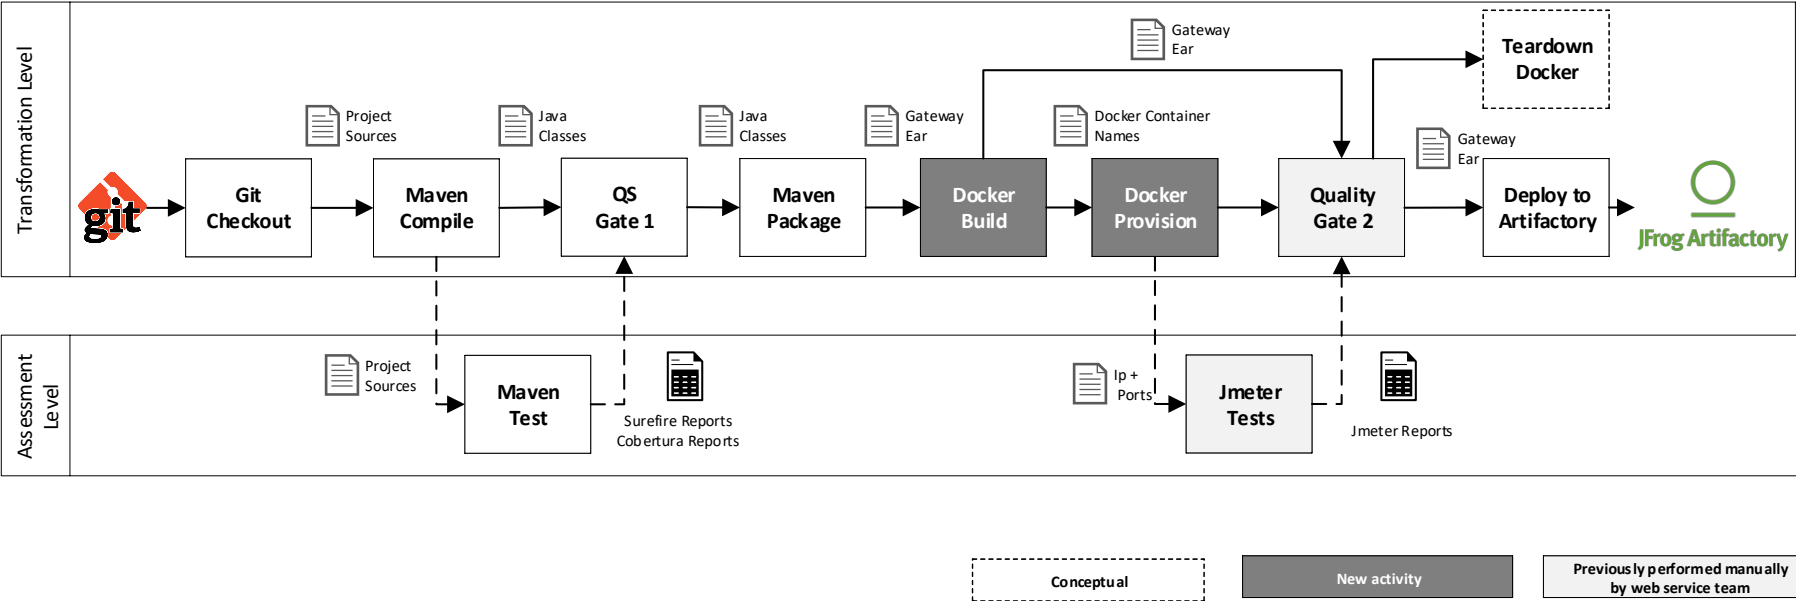 Transformation Level
Gateway
Ear
Teardown
Docker
Project
Sources
Java
Classes
Java
Classes
Gateway
Ear
Docker Container
Names
Gateway
Ear
git
Git
Checkout
Maven
Compile
QS
Gate 1
Maven
Package
Docker
Build
Docker
Provision
Quality
Gate 2
Deploy to
Artifactory
JFrog Artifactory
Assessment
Level
Project
Sources
Maven
Test
Surefire Reports
Cobertura Reports
Ip +
Ports
Jmeter
Tests
Jmeter Reports
Conceptual
New activity
Previously performed manually
by web service team